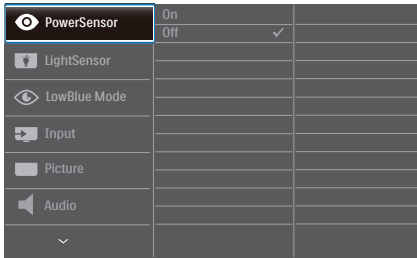 PowerSensor
On
Off
LightSensor
LowBlue Mode
Input
Picture
Audio